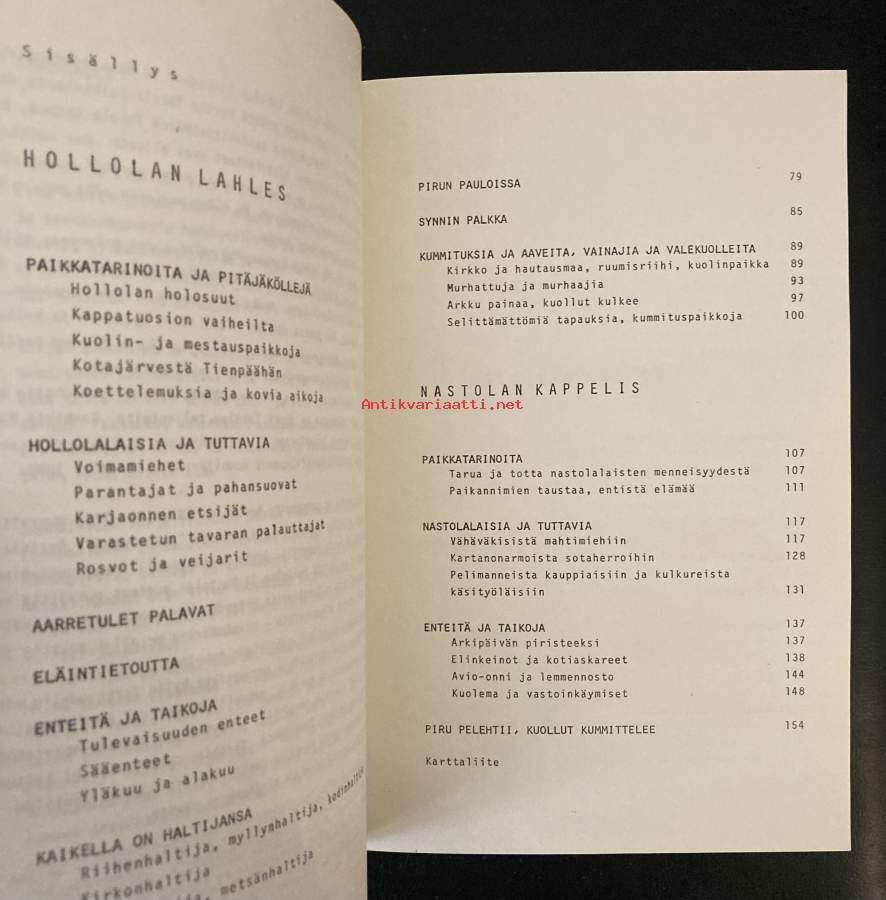 Sisällys
HOLLOLAN LAHLES
PAIKKATARINOITA JA PITÄJÄKÖLLEJÄ
Hollolan holosuut
Kappatuosion vaiheilta
Kuolin- ja mestauspaikkoja
Kotajärvestä Tienpäähän
Koettelemuksia ja kovia aikoja
HOLLOLALAISIA JA TUTTAVIA
Voimamiehet
Parantajat ja pahansuovat
Karjaonnen etsijät
Varastetun tavaran palauttajat
Rosvot ja veijarit
AARRETULET PALAVAT
ELÄINTIETOUTTA
ENTEITÄ JA TAIKOJA
Tulevaisuuden enteet
Sääenteet
Yläkuu ja alakuu
KAIKELLA ON HALTIJANSA
Riihenhaltija, myllynhaltija, kodinhaltija
Kirkonhaltija
metsänhaltija
PIRUN PAULOISSA 79
SYNNIN PALKKA 85
KUMMITUKSIA JA AAVEITA, VAINAJIA JA VALEKUOLLEITA 89
Kirkko ja hautausmaa, ruumisriihi, kuolinpaikka 89
Murhattuja ja murhaajia 93
Arkku painaa, kuollut kulkee 97
Selittämättömiä tapauksia, kummituspaikkoja 100
NASTOLAN KAPPELIS
Antikvariaatti.net
PAIKKATARINOITA 107
Tarua ja totta nastolalaisten menneisyydestä 107
Paikannimien taustaa, entistä elämää 111
NASTOLALAISIA JA TUTTAVIA 117
Vähäväkisistä mahtimiehiin 117
Kartanonarmoista sotaherroihin 128
Pelimanneista kauppiaisiin ja kulkureista
käsityöläisiin 131
ENTEITÄ JA TAIKOJA 137
Arkipäivän piristeeksi 137
Elinkeinot ja kotiaskareet 138
Avio-onni ja lemmennosto 144
Kuolema ja vastoinkäymiset 148
PIRU PELEHTII, KUOLLUT KUMMITTELEE 154
Karttaliite